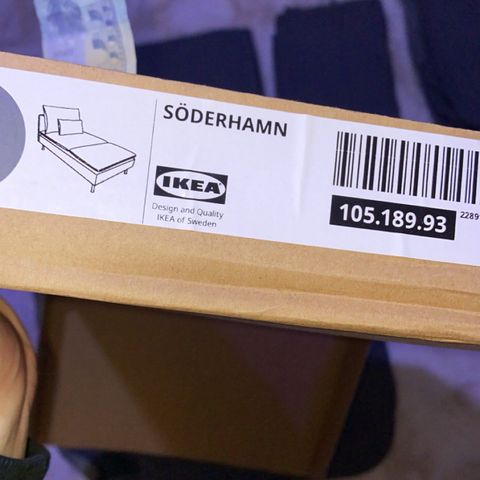 SÖDERHAMN
IKEA
Design and Quality
IKEA of Sweden
105.189.93
2289